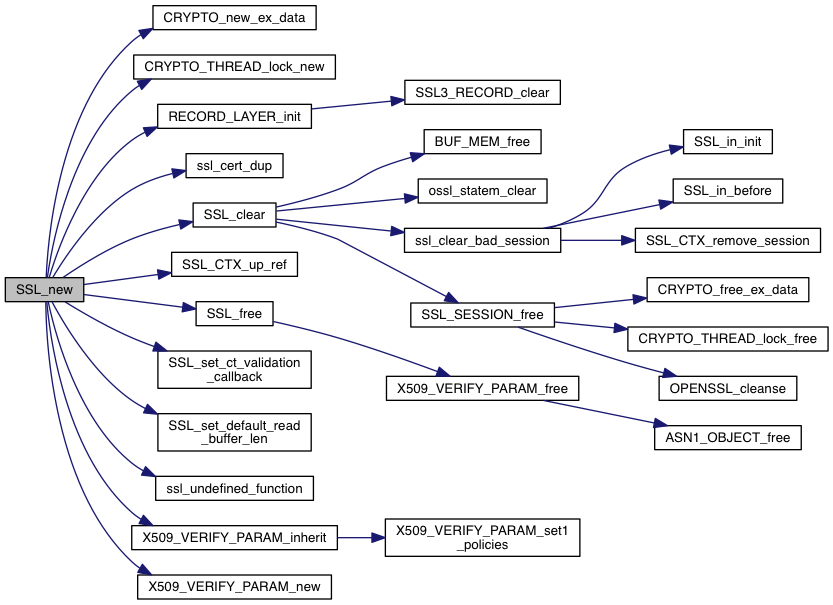 SSL_new
CRYPTO_new_ex_data
CRYPTO_THREAD_lock_new
RECORD_LAYER_init
ssl_cert_dup
SSL_clear
SSL_CTX_up_ref
SSL_free
SSL_set_ct_validation
_callback
SSL_set_default_read
_buffer_len
ssl_undefined_function
X509_VERIFY_PARAM_inherit
X509_VERIFY_PARAM_new
SSL3_RECORD_clear
BUF_MEM_free
ossl_statem_clear
ssl_clear_bad_session
SSL_SESSION_free
X509_VERIFY_PARAM_free
X509_VERIFY_PARAM_set1
_policies
SSL_in_init
SSL_in_before
SSL_CTX_remove_session
CRYPTO_free_ex_data
CRYPTO_THREAD_lock_free
OPENSSL_cleanse
ASN1_OBJECT_free